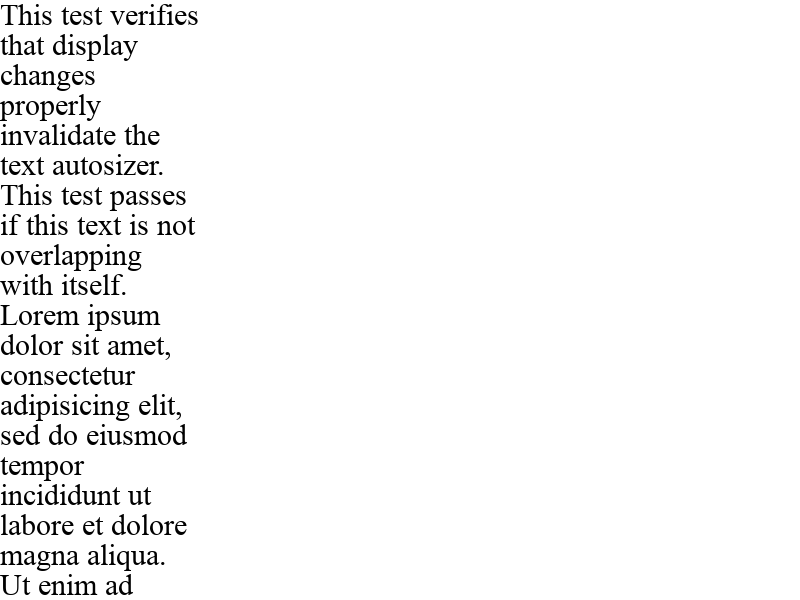 This test verifies
that display
changes
properly
invalidate the
text autosizer.
This test passes
if this text is not
overlapping
with itself.
Lorem ipsum
dolor sit amet,
consectetur
adipisicing elit,
sed do eiusmod
tempor
incididunt ut
labore et dolore
magna aliqua.
Ut enim ad